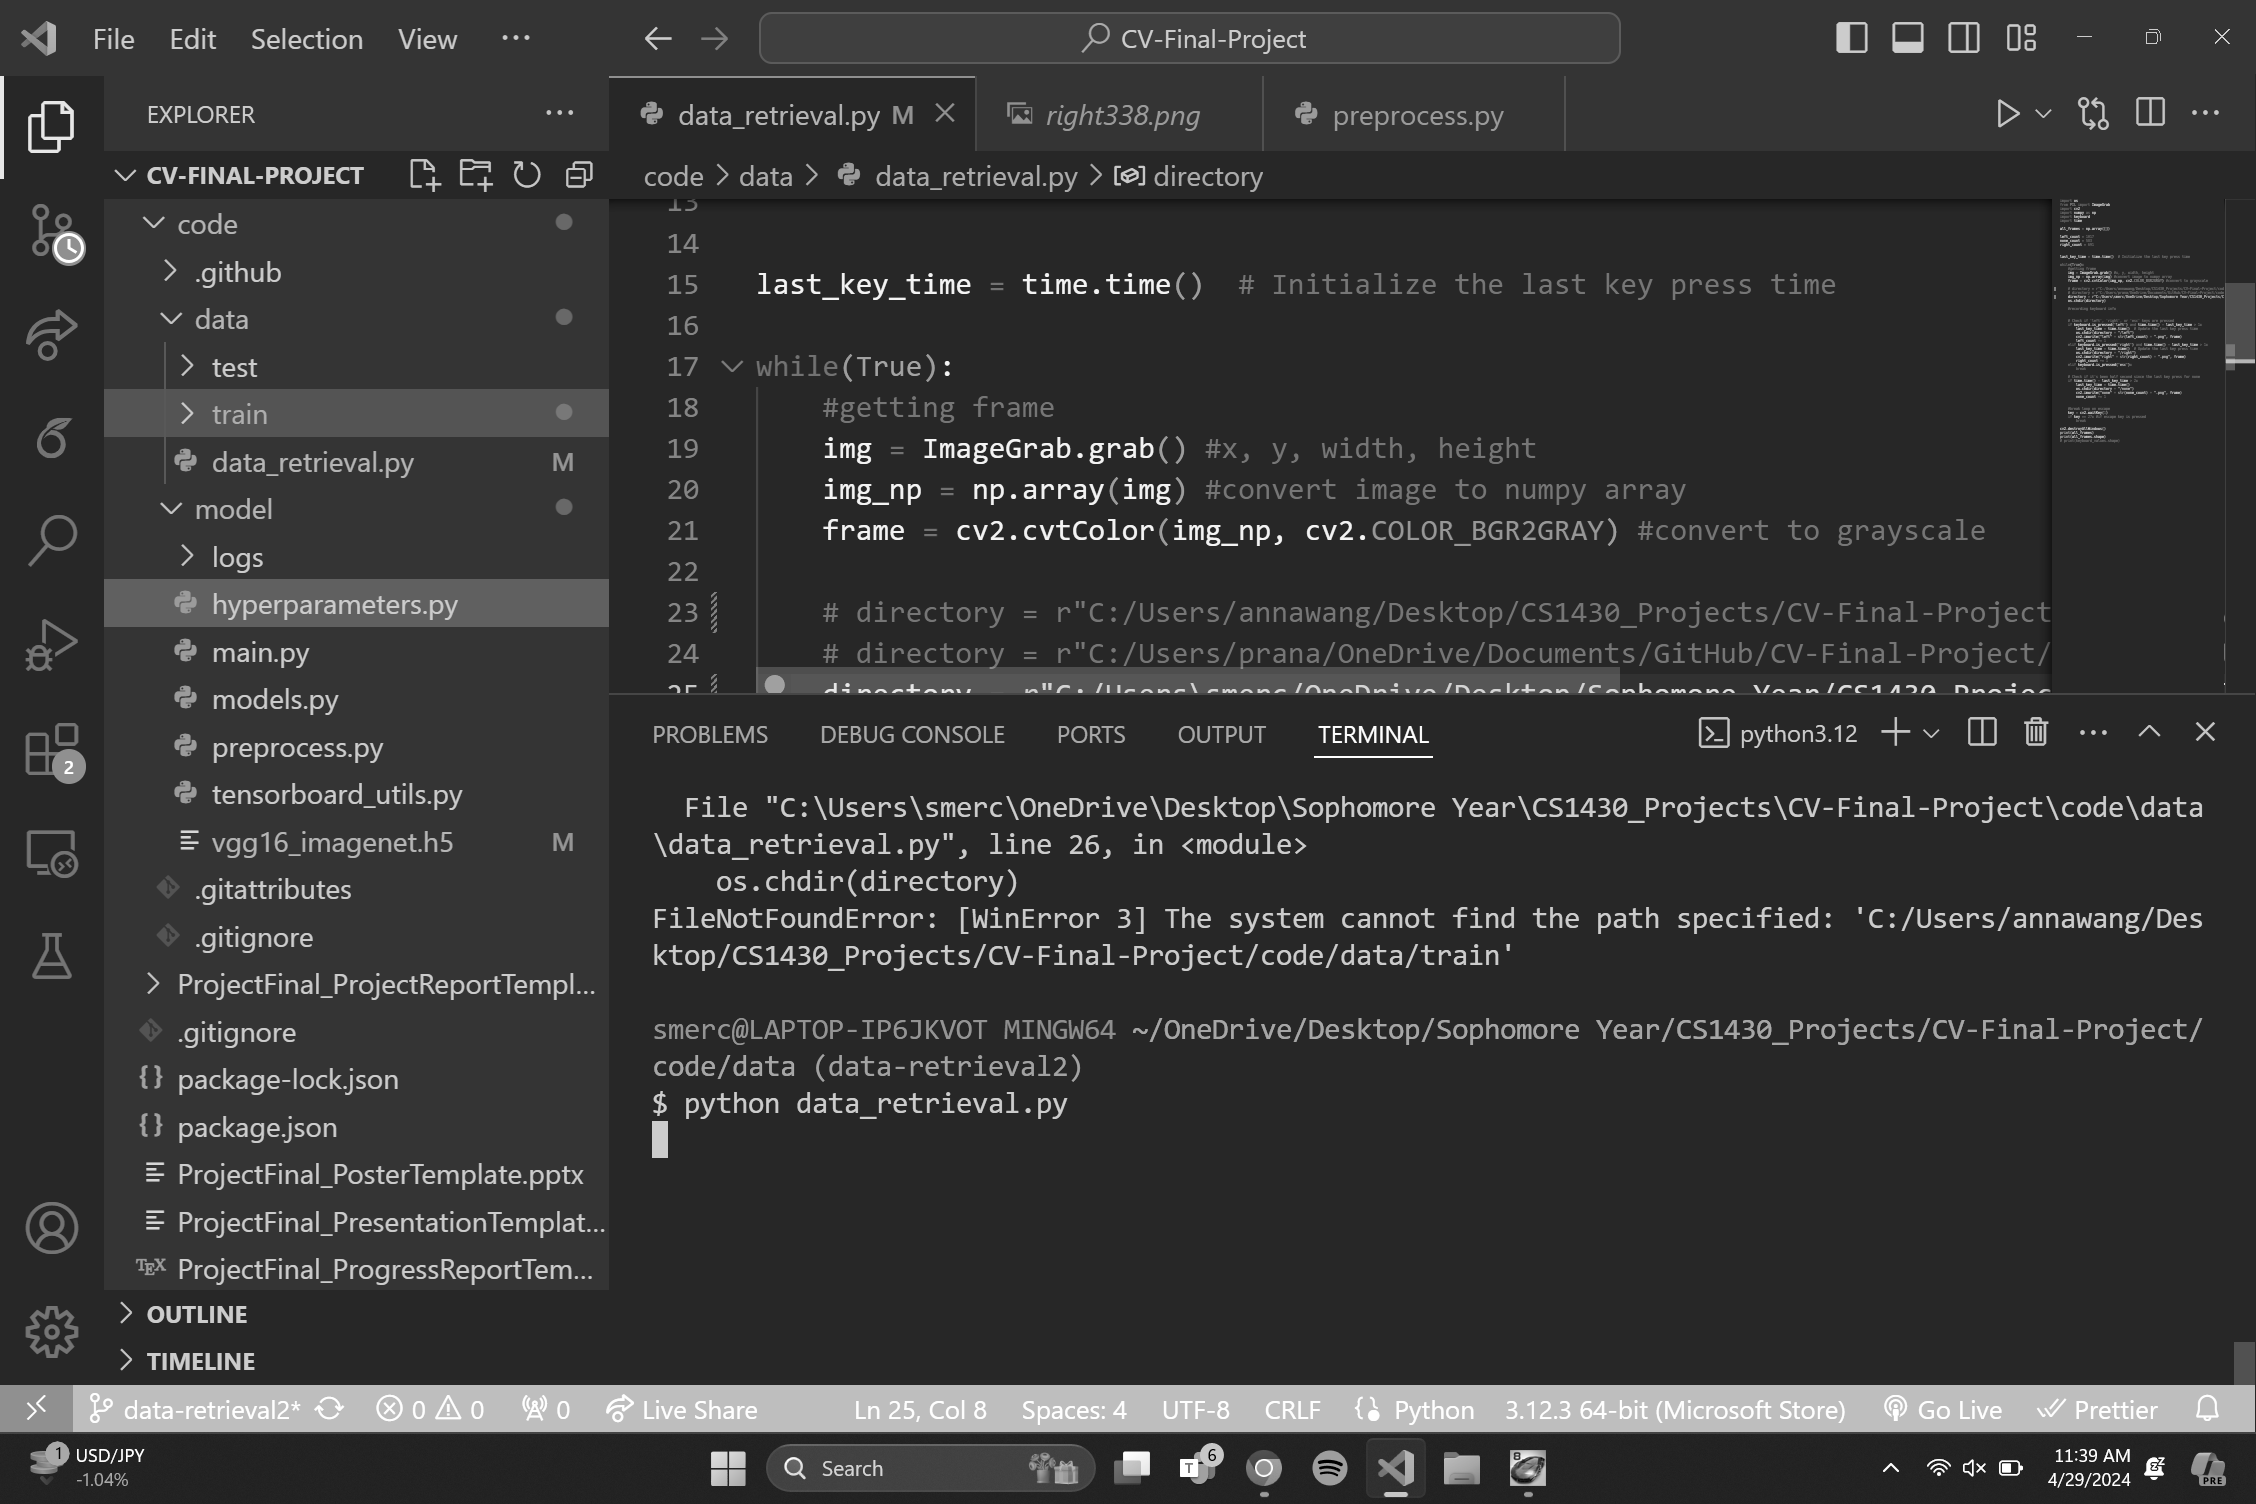 File Edit Selection View ···
CV-Final-Project
EXPLORER
CV-FINAL-PROJECT
code
.github
data
test
train
data_retrieval.py M
model
logs
hyperparameters.py
main.py
models.py
preprocess.py
tensorboard_utils.py
vgg16_imagenet.h5 M
.gitattributes
.gitignore
ProjectFinal_ProjectReportTempl...
.gitignore
package-lock.json
package.json
ProjectFinal_PosterTemplate.pptx
ProjectFinal_PresentationTemplat...
ProjectFinal_ProgressReportTem...
OUTLINE
TIMELINE
2
data_retrieval.py M
right338.png
preprocess.py
code > data > data_retrieval.py > directory
13
14
15 last_key_time = time.time() # Initialize the last key press time
16
17 while(True):
18 #getting frame
19 img = ImageGrab.grab() #x, y, width, height
20 img_np = np.array(img) #convert image to numpy array
21 frame = cv2.cvtColor(img_np, cv2.COLOR_BGR2GRAY) #convert to grayscale
22
23 # directory = r"C:/Users/annawang/Desktop/CS1430_Projects/CV-Final-Project
24 # directory = r"C:/Users/prana/OneDrive/Documents/GitHub/CV-Final-Project/
25 directory = r"C:/Users\smerc/OneDrive/Desktop/Sophomore Year/CS1430_Projec
PROBLEMS DEBUG CONSOLE PORTS OUTPUT TERMINAL
python3.12
File "C:\Users\smerc\OneDrive\Desktop\Sophomore Year\CS1430_Projects\CV-Final-Project\code\data
\data_retrieval.py", line 26, in <module>
os.chdir(directory)
FileNotFoundError: [WinError 3] The system cannot find the path specified: 'C:/Users/annawang/Des
ktop/CS1430_Projects/CV-Final-Project/code/data/train'
smerc@LAPTOP-IP6JKVOT MINGW64 ~/OneDrive/Desktop/Sophomore Year/CS1430_Projects/CV-Final-Project/
code/data (data-retrieval2)
$ python data_retrieval.py
data-retrieval2* 0 0 0 Live Share Ln 25, Col 8 Spaces: 4 UTF-8 CRLF Python 3.12.3 64-bit (Microsoft Store) Go Live Prettier
1 USD/JPY
-1.04%
Search
6
11:39 AM
4/29/2024
PRE